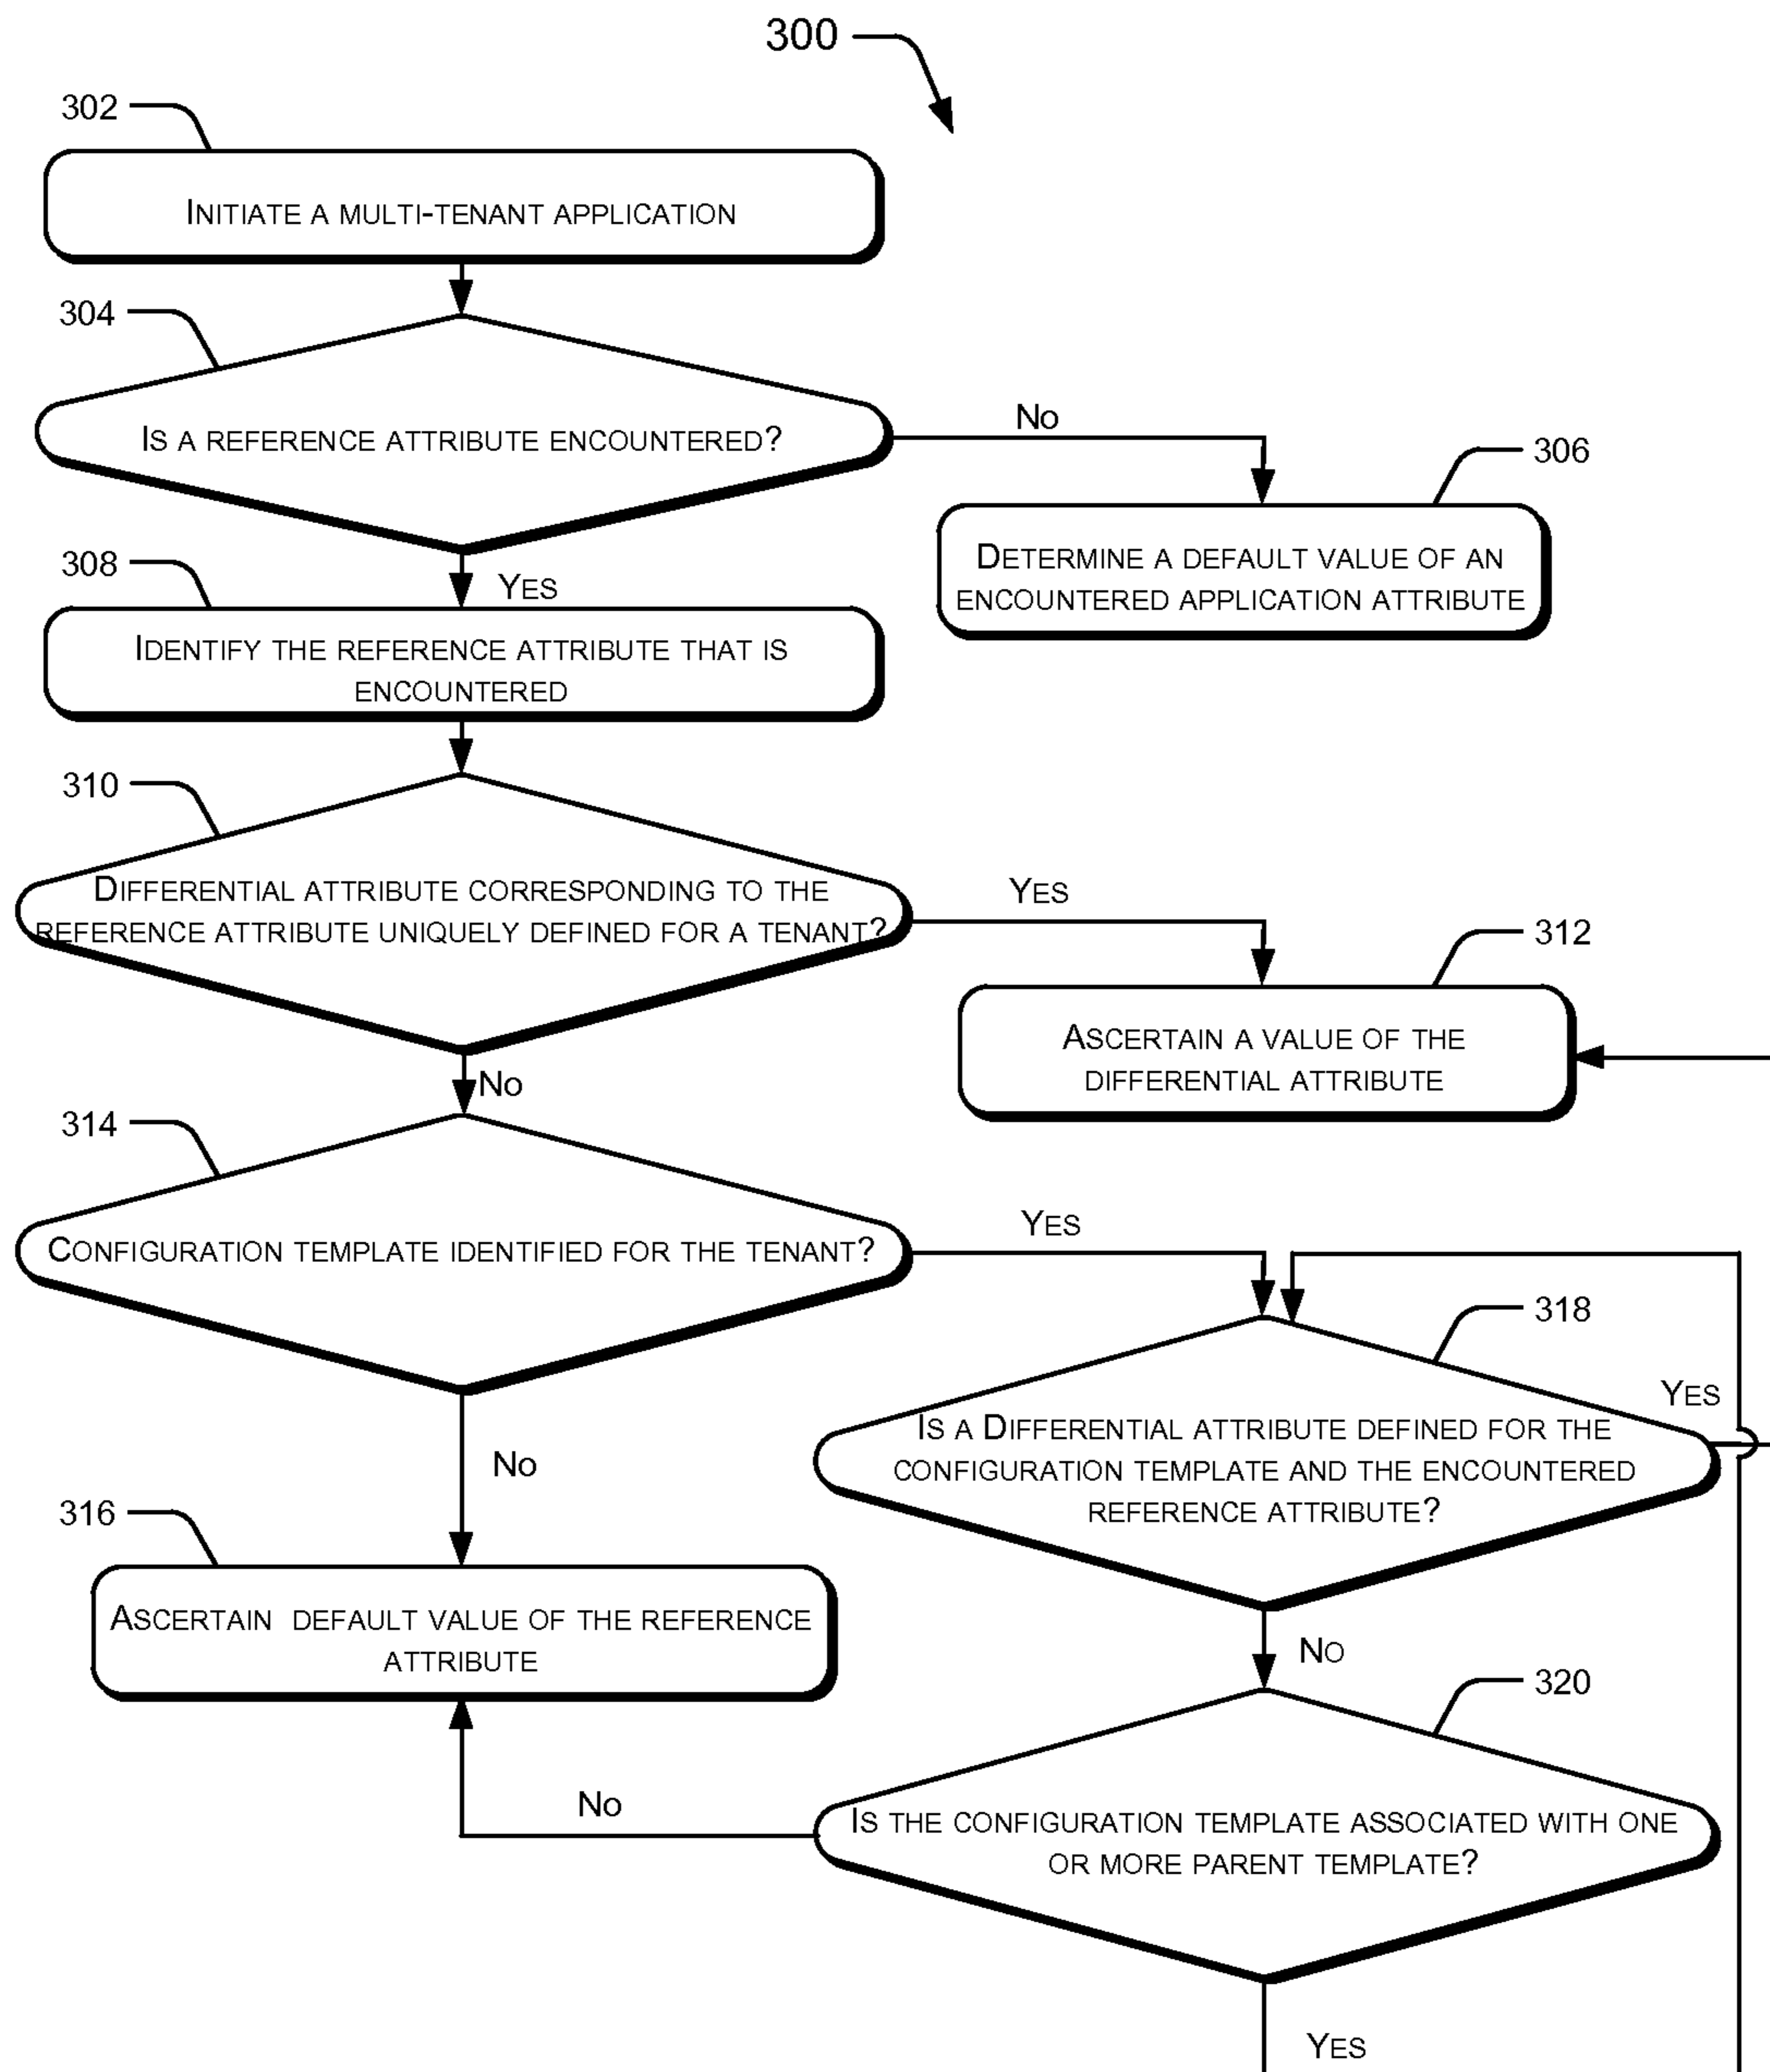 300
302
INITIATE A MULTI-TENANT APPLICATION
304
IS A REFERENCE ATTRIBUTE ENCOUNTERED?
NO
306
DETERMINE A DEFAULT VALUE OF AN
ENCOUNTERED APPLICATION ATTRIBUTE
308
YES
IDENTIFY THE REFERENCE ATTRIBUTE THAT IS
ENCOUNTERED
310
DIFFERENTIAL ATTRIBUTE CORRESPONDING TO THE
REFERENCE ATTRIBUTE UNIQUELY DEFINED FOR A TENANT?
YES
312
ASCERTAIN A VALUE OF THE
DIFFERENTIAL ATTRIBUTE
NO
314
CONFIGURATION TEMPLATE IDENTIFIED FOR THE TENANT?
YES
318
YES
IS A DIFFERENTIAL ATTRIBUTE DEFINED FOR THE
CONFIGURATION TEMPLATE AND THE ENCOUNTERED
REFERENCE ATTRIBUTE?
NO
316
ASCERTAIN DEFAULT VALUE OF THE REFERENCE
ATTRIBUTE
NO
320
NO
IS THE CONFIGURATION TEMPLATE ASSOCIATED WITH ONE
OR MORE PARENT TEMPLATE?
YES